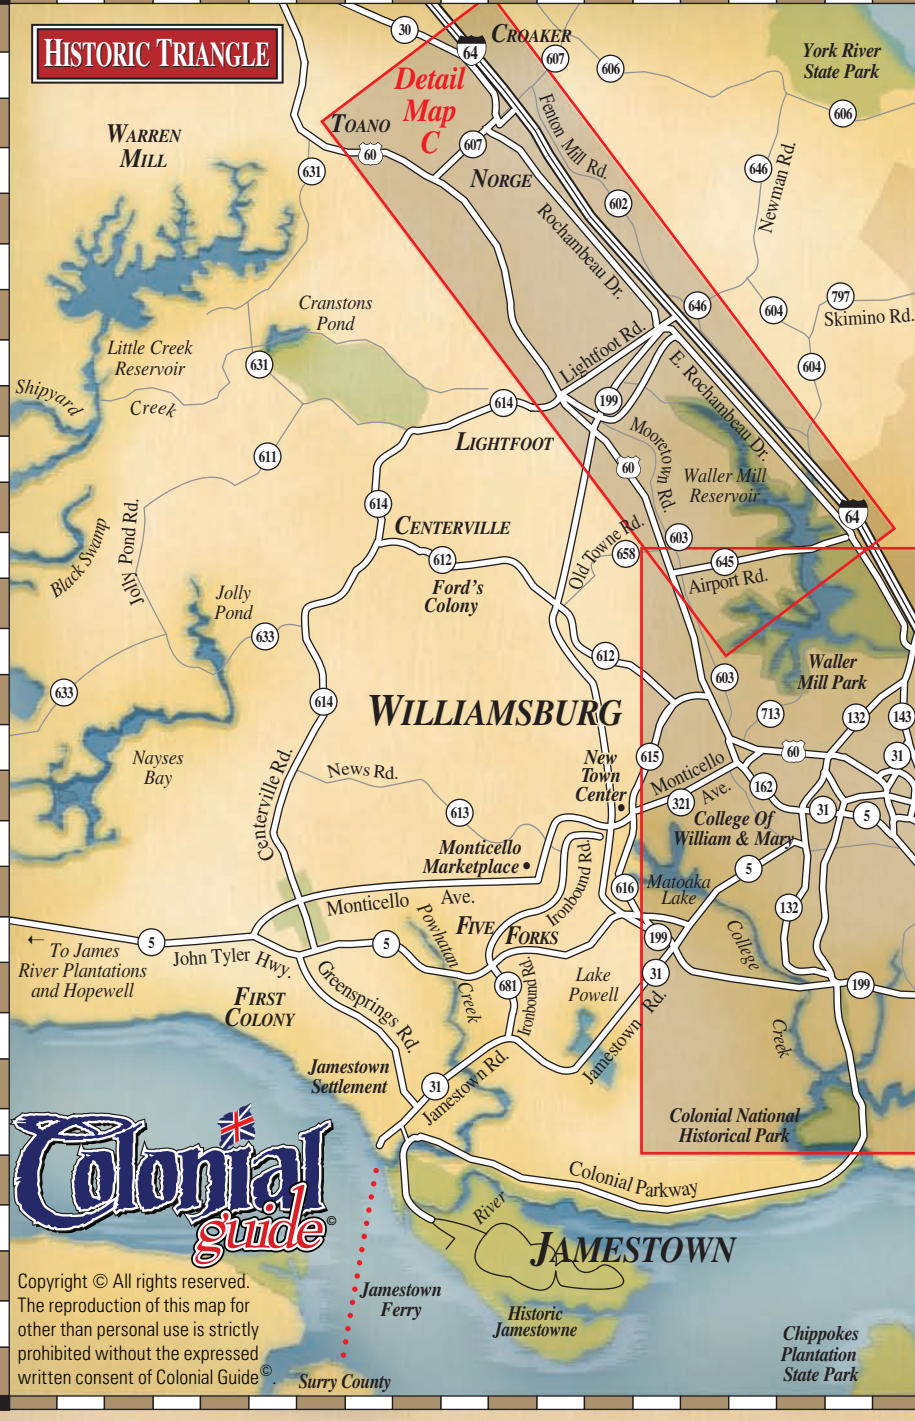 HISTORIC TRIANGLE
30
64
CROAKER
607
606
York River
State Park
606
Detail
Map
C
TOANO
60
607
NORGE
WARREN
MILL
631
Fenton Mill Rd.
602
646
Newman Rd.
Rochambeau Dr.
646
604
797
Skimino Rd.
604
Cranstons
Pond
Little Creek
Reservoir
631
Shipyard
Creek
Lightfoot Rd.
E. Rochambeau Dr.
614
199
LIGHTFOOT
Mooretown Rd.
60
Waller Mill
Reservoir
611
614
64
CENTERVILLE
612
Ford's
Colony
Old Towne Rd.
658
603
645
Airport Rd.
Black Swamp
Jolly Pond Rd.
Jolly
Pond
633
633
612
603
Waller
Mill Park
614
WILLIAMSBURG
713
132
143
Nayses
Bay
Centerville Rd.
News Rd.
613
New
Town
Center
615
Monticello
Ave.
321
60
31
162
31
5
College Of
William & Mary
Monticello
Marketplace
5
Ironbound Rd.
616
Matoaka
Lake
132
Monticello
Ave.
FIVE
FORKS
Powhatan
Creek
College
Creek
5
To James
River Plantations
and Hopewell
John Tyler Hwy.
5
199
31
199
FIRST
COLONY
Greensprings Rd.
681
Ironbound Rd.
Lake
Powell
Jamestown Rd.
Jamestown
Settlement
31
Jamestown Rd.
Colonial National
Historical Park
Colonial
guide©
Colonial Parkway
River
JAMESTOWN
Copyright © All rights reserved.
The reproduction of this map for
other than personal use is strictly
prohibited without the expressed
written consent of Colonial Guide©.
Jamestown
Ferry
Historic
Jamestowne
Surry County
Chippokes
Plantation
State Park